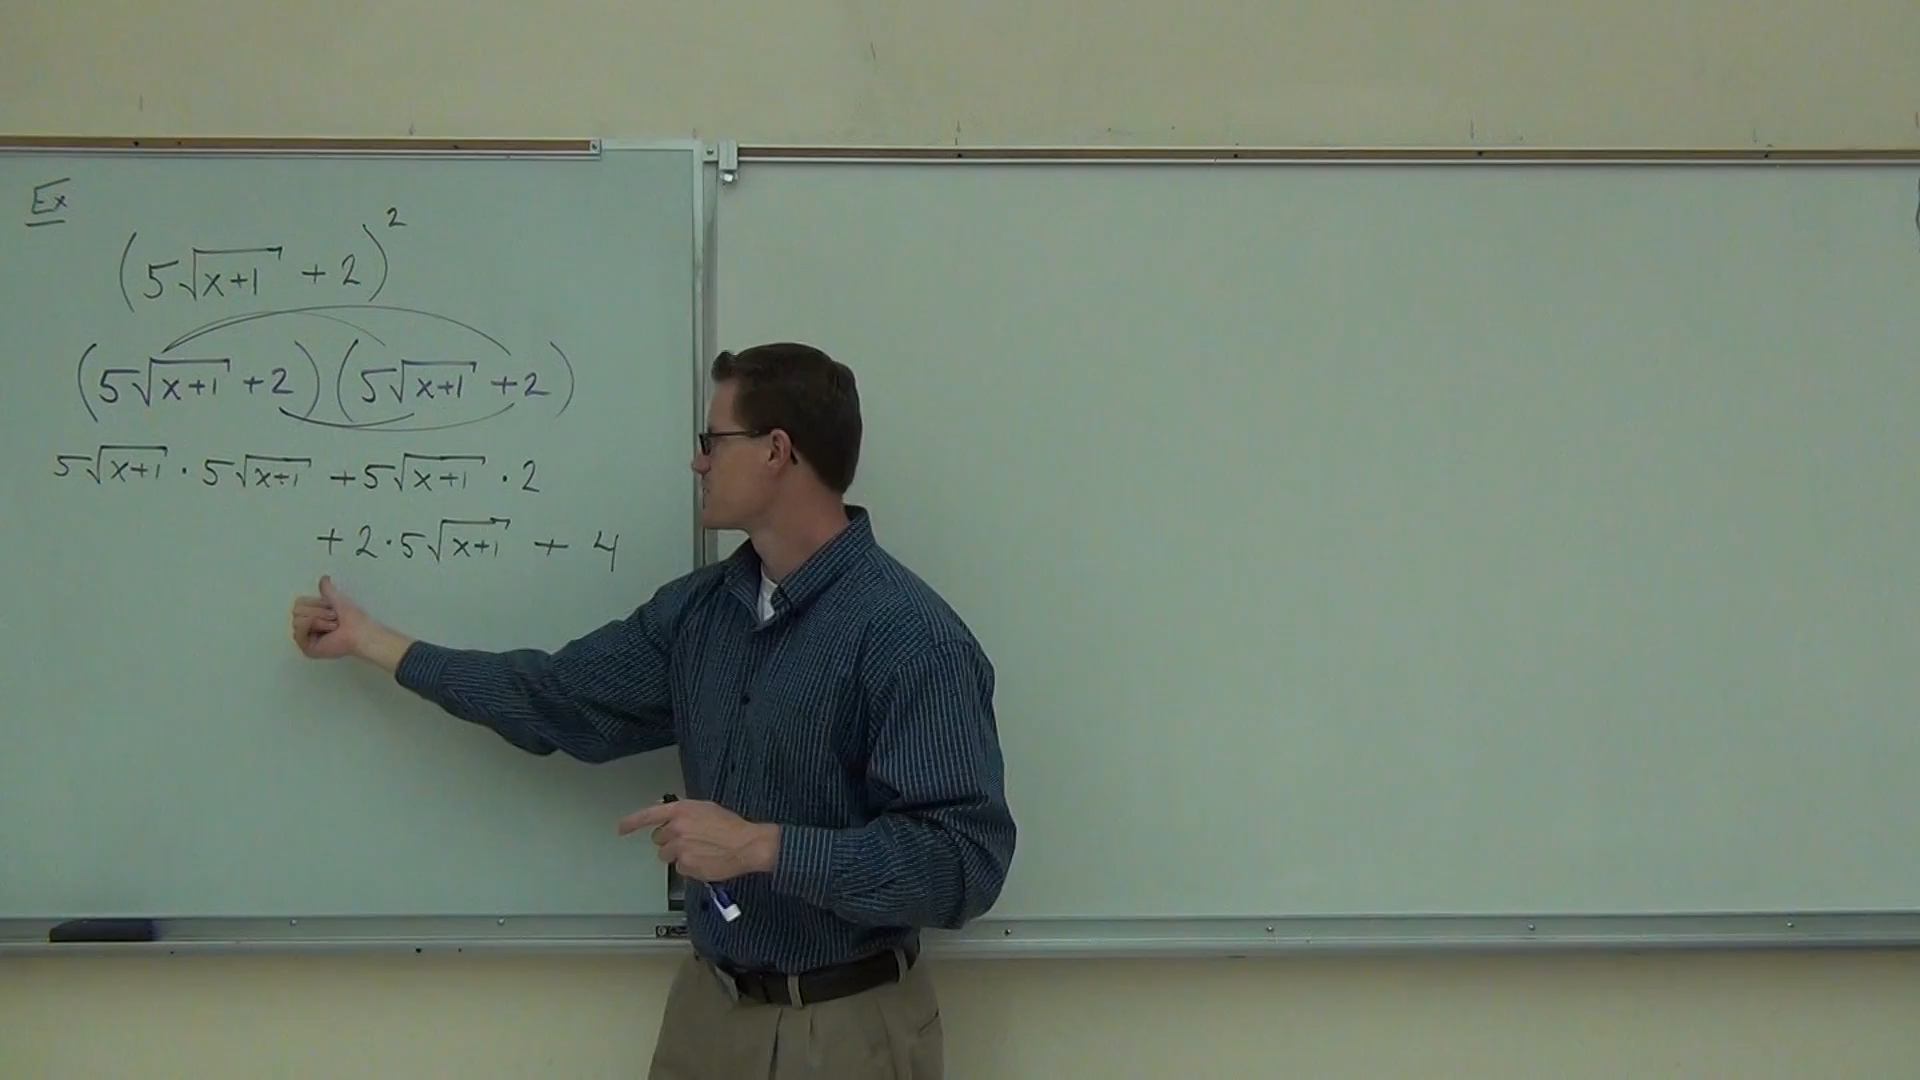 Ex
(5√(x+1) + 2)²
(5√(x+1) + 2)(5√(x+1) + 2)
5√(x+1) · 5√(x+1) + 5√(x+1) · 2
+ 2 · 5√(x+1) + 4